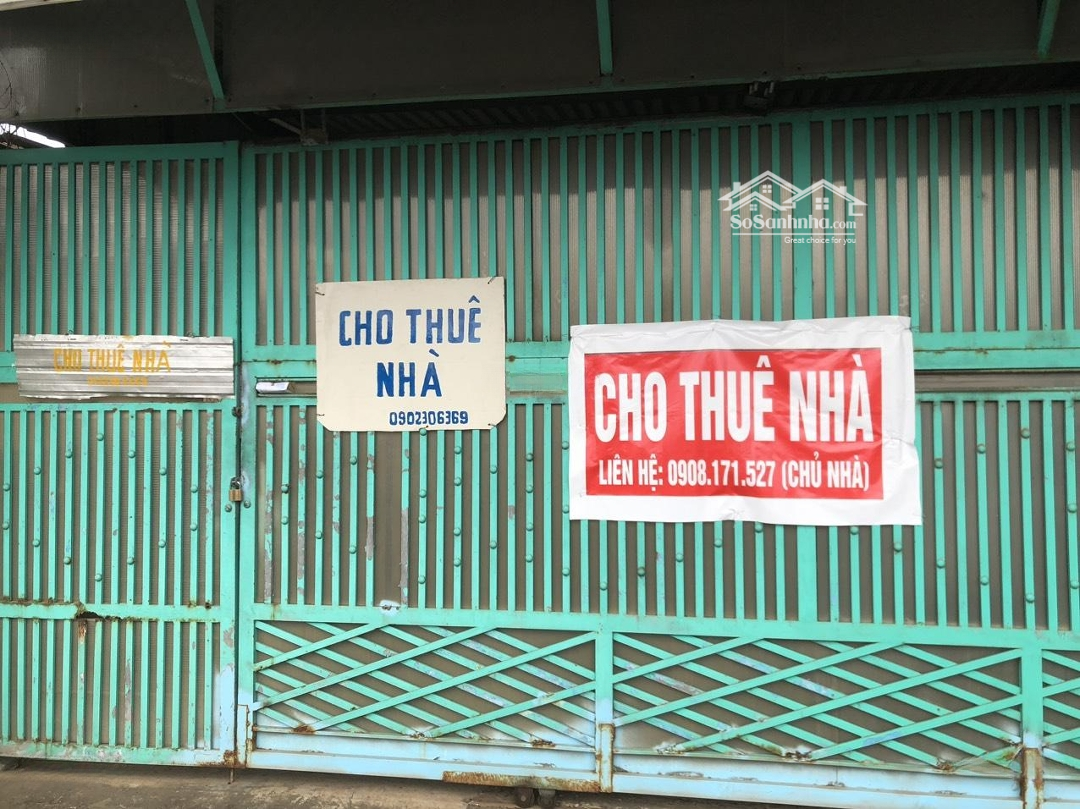 SoSanhnha.com
Great choice for you
CHO THUÊ NHÀ
CHO THUÊ
NHÀ
0902306369
CHO THUÊ NHÀ
LIÊN HỆ: 0908.171.527 (CHỦ NHÀ)